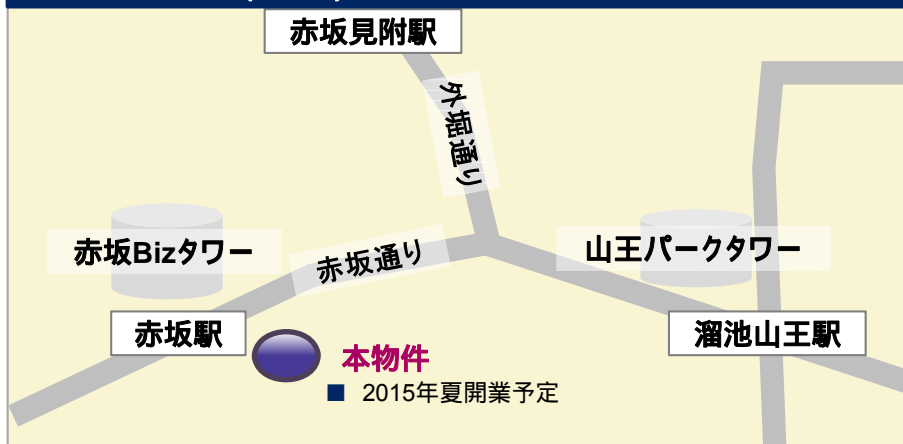 赤坂見附駅
外堀通り
赤坂Bizタワー
赤坂通り
山王パークタワー
赤坂駅
溜池山王駅
本物件
■ 2015年夏開業予定